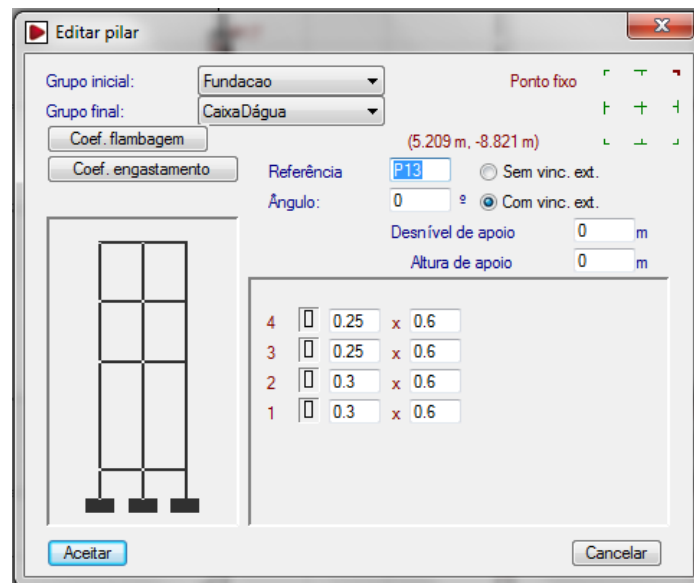 Editar pilar
x
Grupo inicial: Fundacao Ponto fixo
Grupo final: CaixaDágua
Coef. flambagem (5.209 m, -8.821 m)
Coef. engastamento Referência P13 Sem vinc. ext.
Ângulo: 0 º Com vinc. ext.
Desnível de apoio 0 m
Altura de apoio 0 m
4 0.25 x 0.6
3 0.25 x 0.6
2 0.3 x 0.6
1 0.3 x 0.6
Aceitar Cancelar